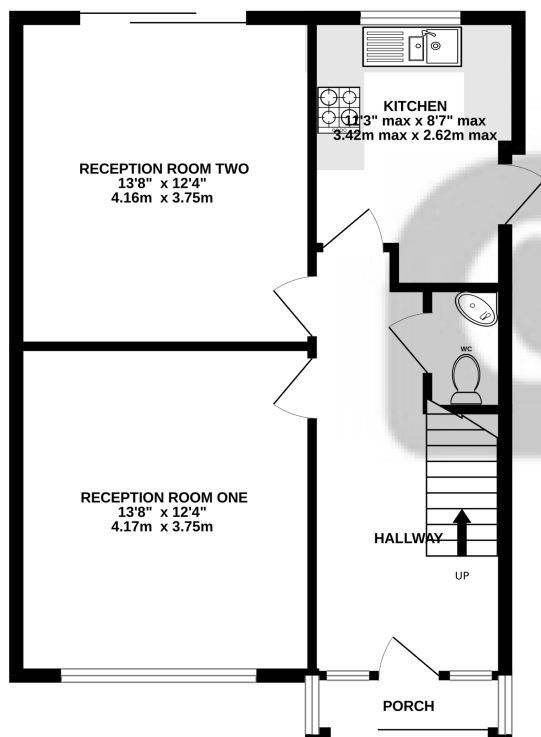 KITCHEN
11'3" max x 8'7" max
3.42m max x 2.62m max
RECEPTION ROOM TWO
13'8" x 12'4"
4.16m x 3.75m
WC
RECEPTION ROOM ONE
13'8" x 12'4"
4.17m x 3.75m
HALLWAY
UP
PORCH